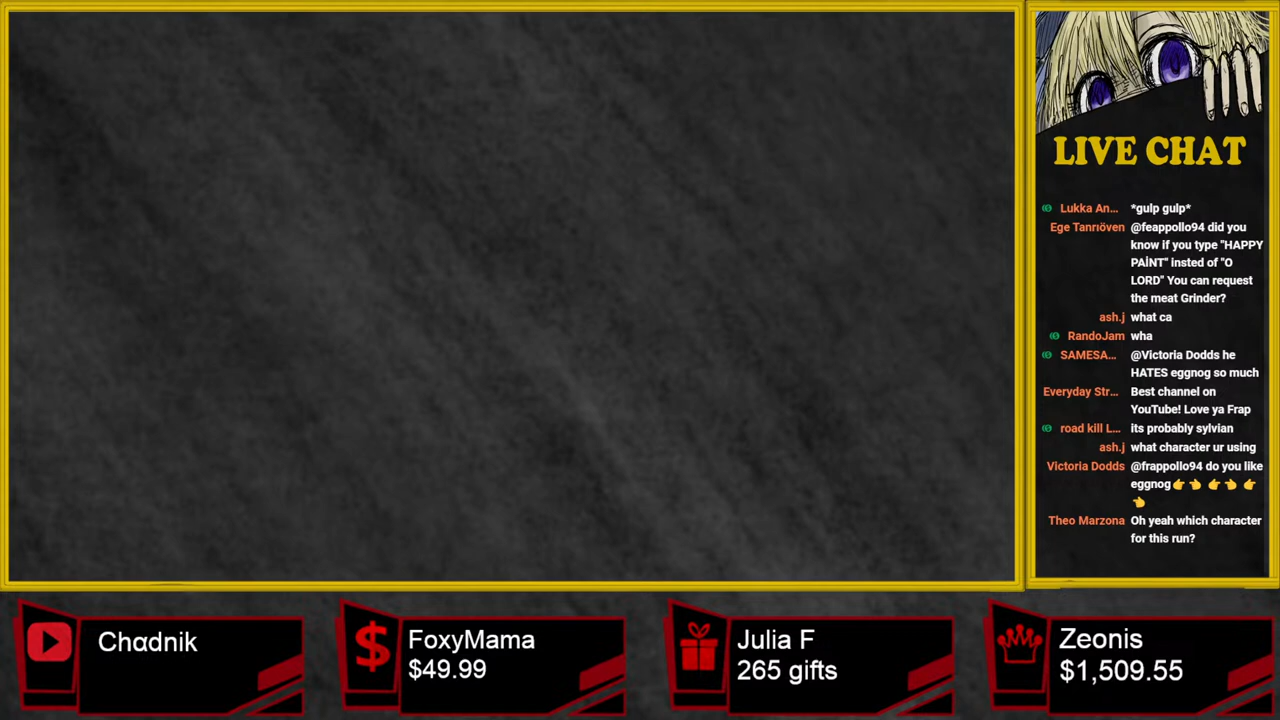 LIVE CHAT
Lukka An... *gulp gulp*
Ege Tanrıöven @feappollo94 did you
know if you type "HAPPY
PAİNT" insted of "O
LORD" You can request
the meat Grinder?
ash.j what ca
RandoJam wha
SAMESA... @Victoria Dodds he
HATES eggnog so much
Everyday Str... Best channel on
YouTube! Love ya Frap
road kill L... its probably sylvian
ash.j what character ur using
Victoria Dodds @frappollo94 do you like
eggnog👉👈👉👈👉
👈
Theo Marzona Oh yeah which character
for this run?
Chαdnik
$ FoxyMama
$49.99
Julia F
265 gifts
Zeonis
$1,509.55